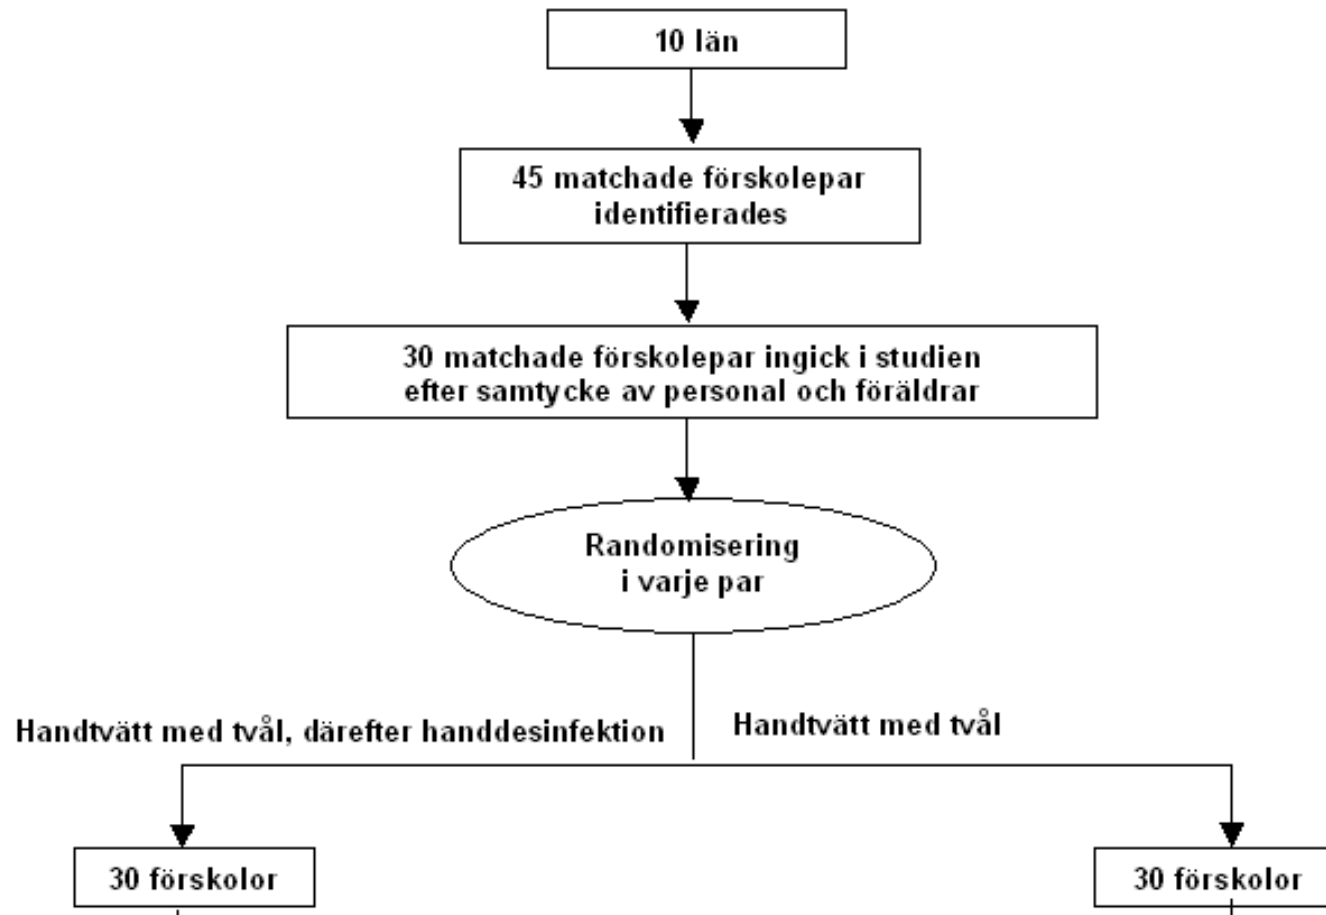 10 län
45 matchade förskolepar
identifierades
30 matchade förskolepar ingick i studien
efter samtycke av personal och föräldrar
Randomisering
i varje par
Handtvätt med tvål, därefter handdesinfektion
Handtvätt med tvål
30 förskolor
30 förskolor